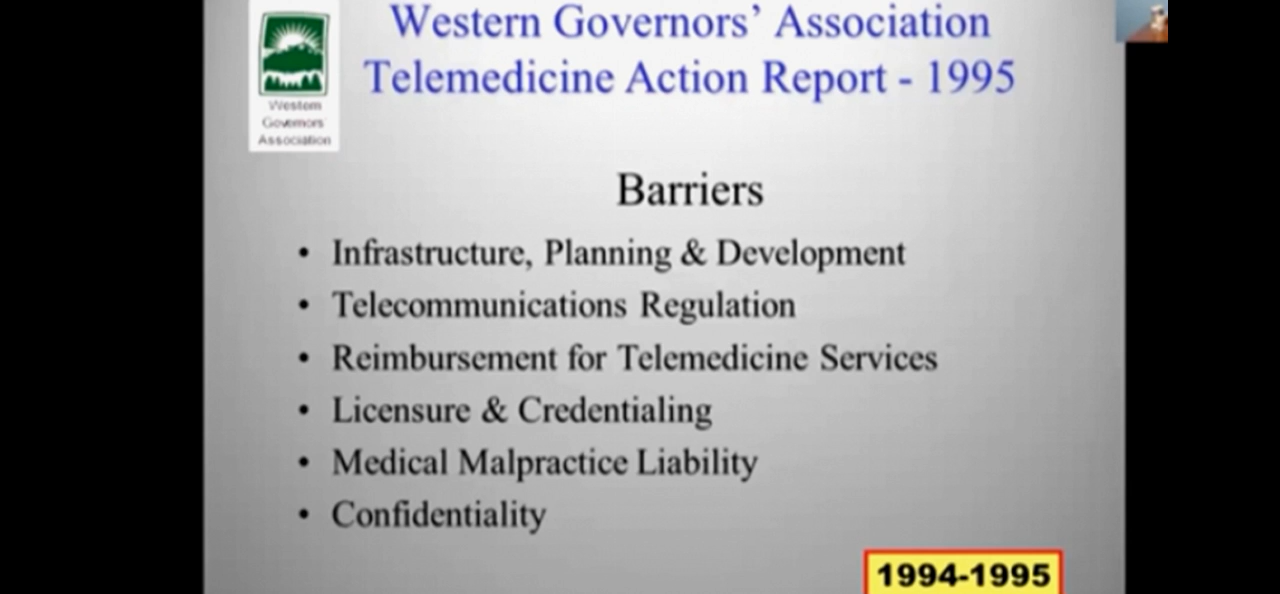 Western Governors’ Association
Telemedicine Action Report - 1995
Western
Governors'
Association
Barriers
• Infrastructure, Planning & Development
• Telecommunications Regulation
• Reimbursement for Telemedicine Services
• Licensure & Credentialing
• Medical Malpractice Liability
• Confidentiality
1994-1995